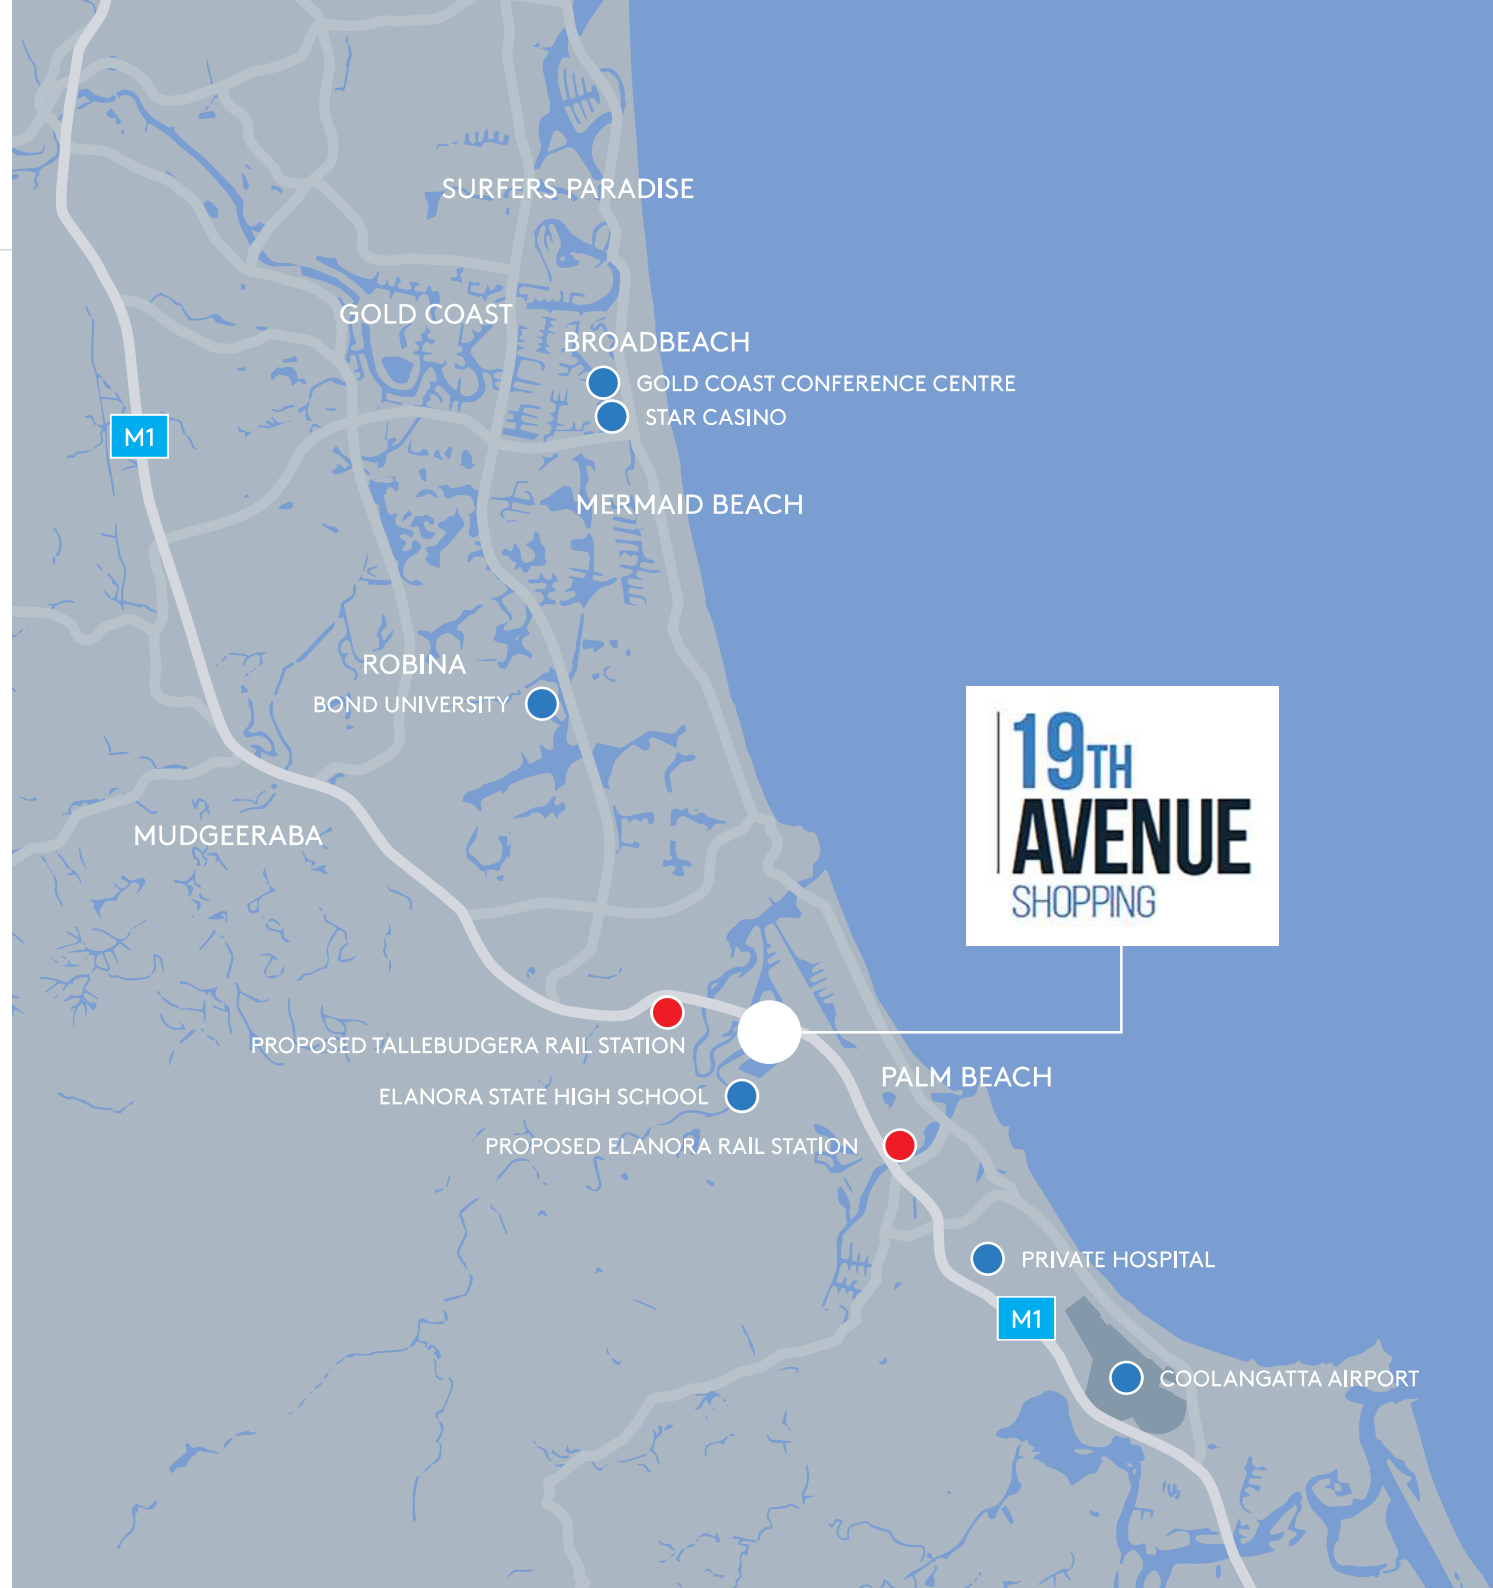 SURFERS PARADISE
GOLD COAST
BROADBEACH
GOLD COAST CONFERENCE CENTRE
STAR CASINO
M1
MERMAID BEACH
ROBINA
BOND UNIVERSITY
19TH
AVENUE
SHOPPING
MUDGEERABA
PROPOSED TALLEBUDGERA RAIL STATION
PALM BEACH
ELANORA STATE HIGH SCHOOL
PROPOSED ELANORA RAIL STATION
PRIVATE HOSPITAL
M1
COOLANGATTA AIRPORT